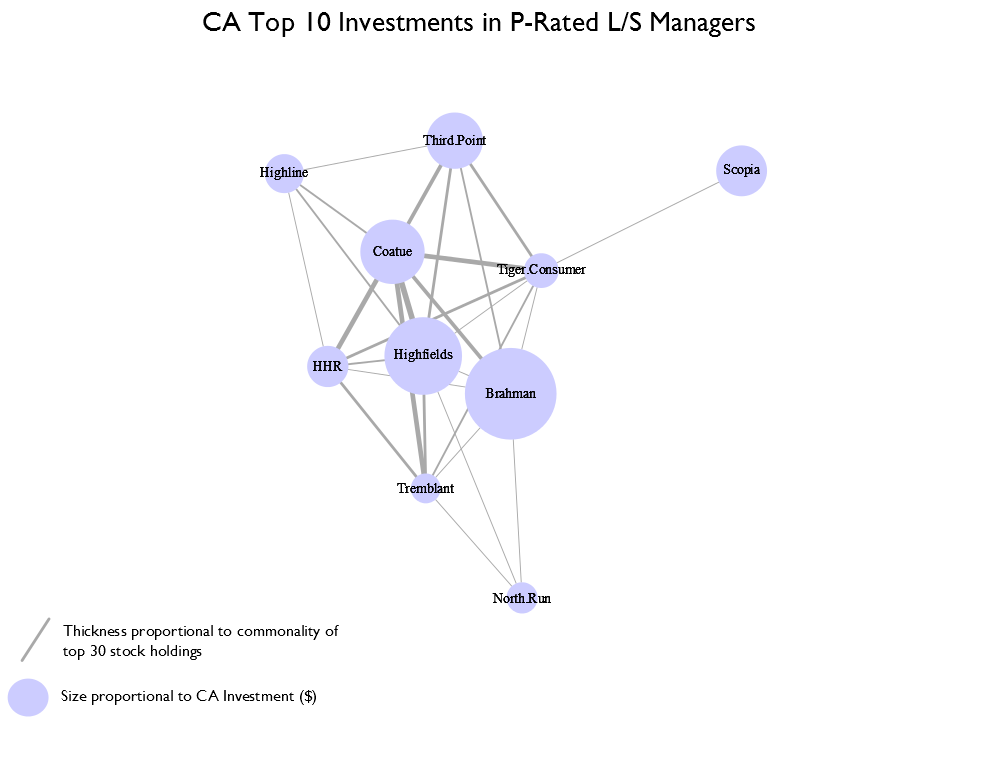 CA Top 10 Investments in P-Rated L/S Managers
Third.Point
Highline
Scopia
Coatue
Tiger.Consumer
Highfields
HHR
Brahman
Tremblant
North.Run
Thickness proportional to commonality of
top 30 stock holdings
Size proportional to CA Investment ($)